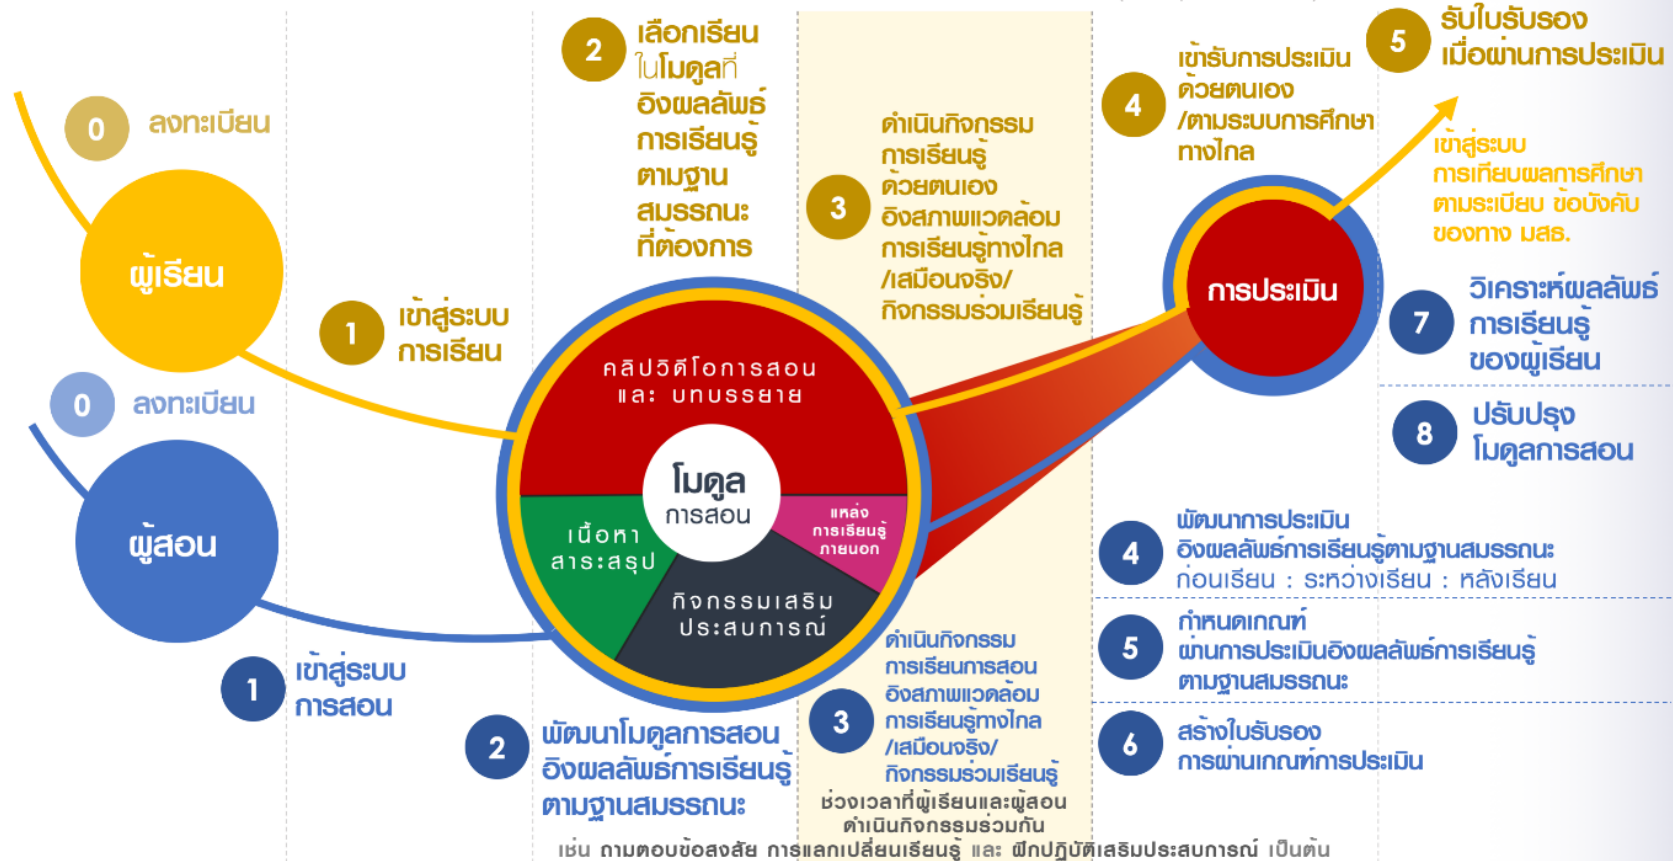 0
ลงทะเบียน
ผู้เรียน
1
เข้าสู่ระบบ
การเรียน
2
เลือกเรียน
ในโมดูลที่
อิงผลลัพธ์
การเรียนรู้
ตามฐาน
สมรรถนะ
ที่ต้องการ
3
ดำเนินกิจกรรม
การเรียนรู้
ด้วยตนเอง
อิงสภาพแวดล้อม
การเรียนรู้ทางไกล
/เสมือนจริง/
กิจกรรมร่วมเรียนรู้
4
เข้ารับการประเมิน
ด้วยตนเอง
/ตามระบบการศึกษา
ทางไกล
5
รับใบรับรอง
เมื่อผ่านการประเมิน
เข้าสู่ระบบ
การเทียบผลการศึกษา
ตามระเบียบ ข้อบังคับ
ของทาง มสธ.
การประเมิน
คลิปวิดีโอการสอน
และ บทบรรยาย
โมดูล
การสอน
เนื้อหา
สาระสรุป
แหล่ง
การเรียนรู้
ภายนอก
กิจกรรมเสริม
ประสบการณ์
0
ลงทะเบียน
ผู้สอน
1
เข้าสู่ระบบ
การสอน
2
พัฒนาโมดูลการสอน
อิงผลลัพธ์การเรียนรู้
ตามฐานสมรรถนะ
3
ดำเนินกิจกรรม
การเรียนการสอน
อิงสภาพแวดล้อม
การเรียนรู้ทางไกล
/เสมือนจริง/
กิจกรรมร่วมเรียนรู้
ช่วงเวลาที่ผู้เรียนและผู้สอน
ดำเนินกิจกรรมร่วมกัน
เช่น ถามตอบข้อสงสัย การแลกเปลี่ยนเรียนรู้ และ ฝึกปฏิบัติเสริมประสบการณ์ เป็นต้น
4
พัฒนาการประเมิน
อิงผลลัพธ์การเรียนรู้ตามฐานสมรรถนะ
ก่อนเรียน : ระหว่างเรียน : หลังเรียน
5
กำหนดเกณฑ์
ผ่านการประเมินอิงผลลัพธ์การเรียนรู้
ตามฐานสมรรถนะ
6
สร้างใบรับรอง
การผ่านเกณฑ์การประเมิน
7
วิเคราะห์ผลลัพธ์
การเรียนรู้
ของผู้เรียน
8
ปรับปรุง
โมดูลการสอน